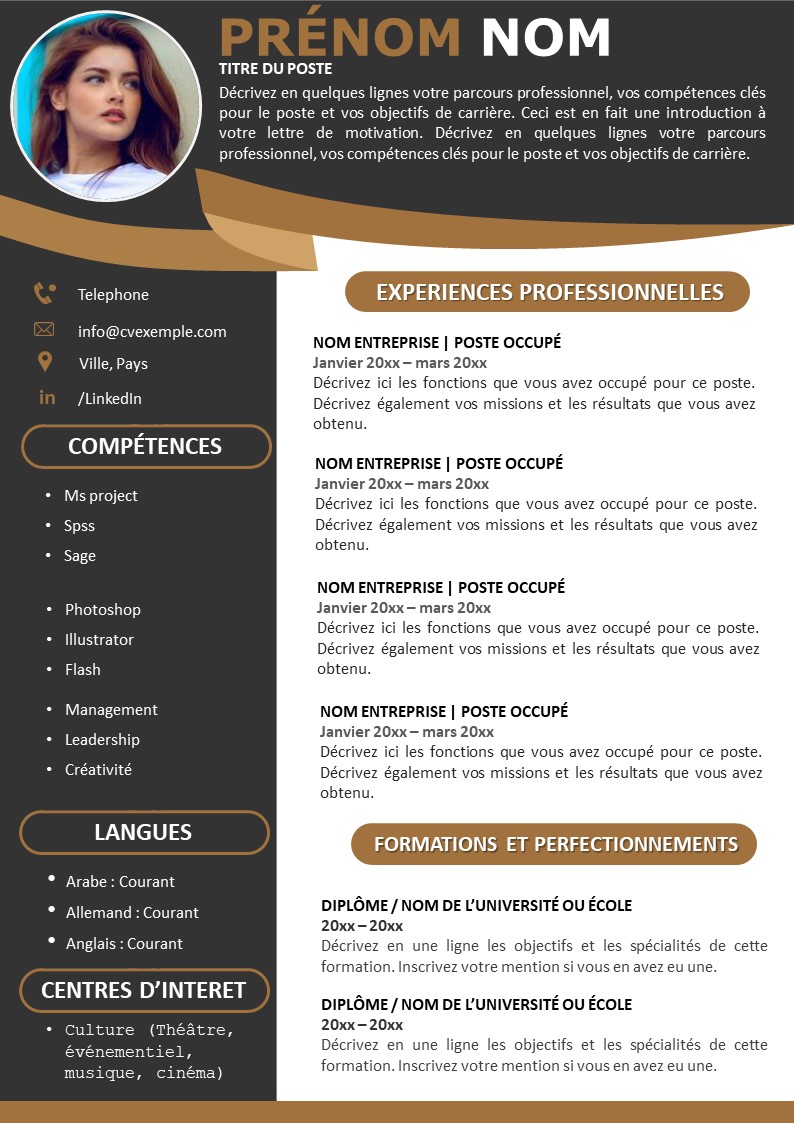 PRÉNOM NOM
TITRE DU POSTE
Décrivez en quelques lignes votre parcours professionnel, vos compétences clés
pour le poste et vos objectifs de carrière. Ceci est en fait une introduction à
votre lettre de motivation. Décrivez en quelques lignes votre parcours
professionnel, vos compétences clés pour le poste et vos objectifs de carrière.
Telephone
info@cvexemple.com
Ville, Pays
in /LinkedIn
COMPÉTENCES
• Ms project
• Spss
• Sage
• Photoshop
• Illustrator
• Flash
• Management
• Leadership
• Créativité
LANGUES
• Arabe : Courant
• Allemand : Courant
• Anglais : Courant
CENTRES D’INTERET
• Culture (Théâtre,
événementiel,
musique, cinéma)
EXPERIENCES PROFESSIONNELLES
NOM ENTREPRISE | POSTE OCCUPÉ
Janvier 20xx – mars 20xx
Décrivez ici les fonctions que vous avez occupé pour ce poste.
Décrivez également vos missions et les résultats que vous avez
obtenu.
NOM ENTREPRISE | POSTE OCCUPÉ
Janvier 20xx – mars 20xx
Décrivez ici les fonctions que vous avez occupé pour ce poste.
Décrivez également vos missions et les résultats que vous avez
obtenu.
NOM ENTREPRISE | POSTE OCCUPÉ
Janvier 20xx – mars 20xx
Décrivez ici les fonctions que vous avez occupé pour ce poste.
Décrivez également vos missions et les résultats que vous avez
obtenu.
NOM ENTREPRISE | POSTE OCCUPÉ
Janvier 20xx – mars 20xx
Décrivez ici les fonctions que vous avez occupé pour ce poste.
Décrivez également vos missions et les résultats que vous avez
obtenu.
FORMATIONS ET PERFECTIONNEMENTS
DIPLÔME / NOM DE L’UNIVERSITÉ OU ÉCOLE
20xx – 20xx
Décrivez en une ligne les objectifs et les spécialités de cette
formation. Inscrivez votre mention si vous en avez eu une.
DIPLÔME / NOM DE L’UNIVERSITÉ OU ÉCOLE
20xx – 20xx
Décrivez en une ligne les objectifs et les spécialités de cette
formation. Inscrivez votre mention si vous en avez eu une.